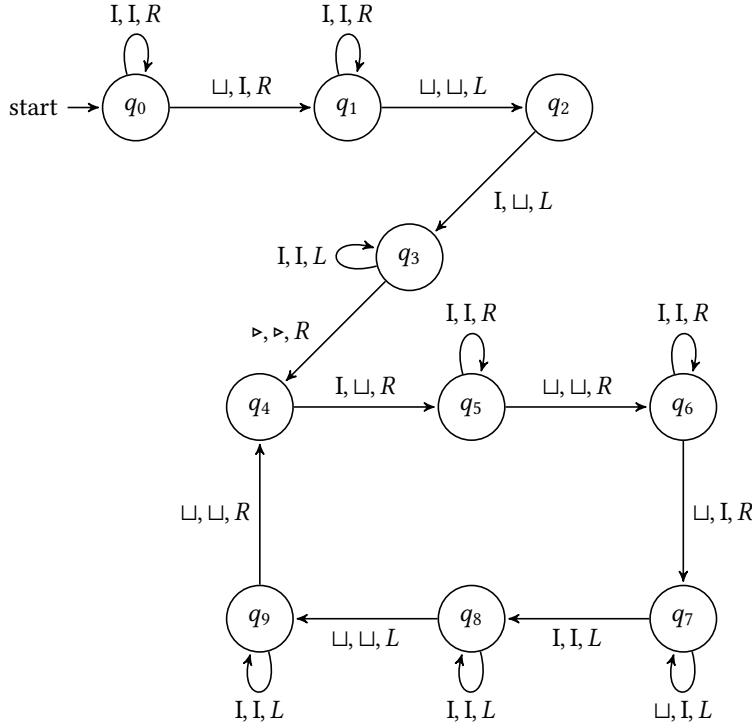 I, I, R I, I, R
⊔, I, R ⊔, ⊔, L
start q0 q1 q2
I, ⊔, L
I, I, L q3
▹, ▹, R I, I, R I, I, R
I, ⊔, R ⊔, ⊔, R
q4 q5 q6
⊔, ⊔, R ⊔, I, R
q9 q8 q7
⊔, ⊔, L I, I, L
I, I, L I, I, L ⊔, I, L